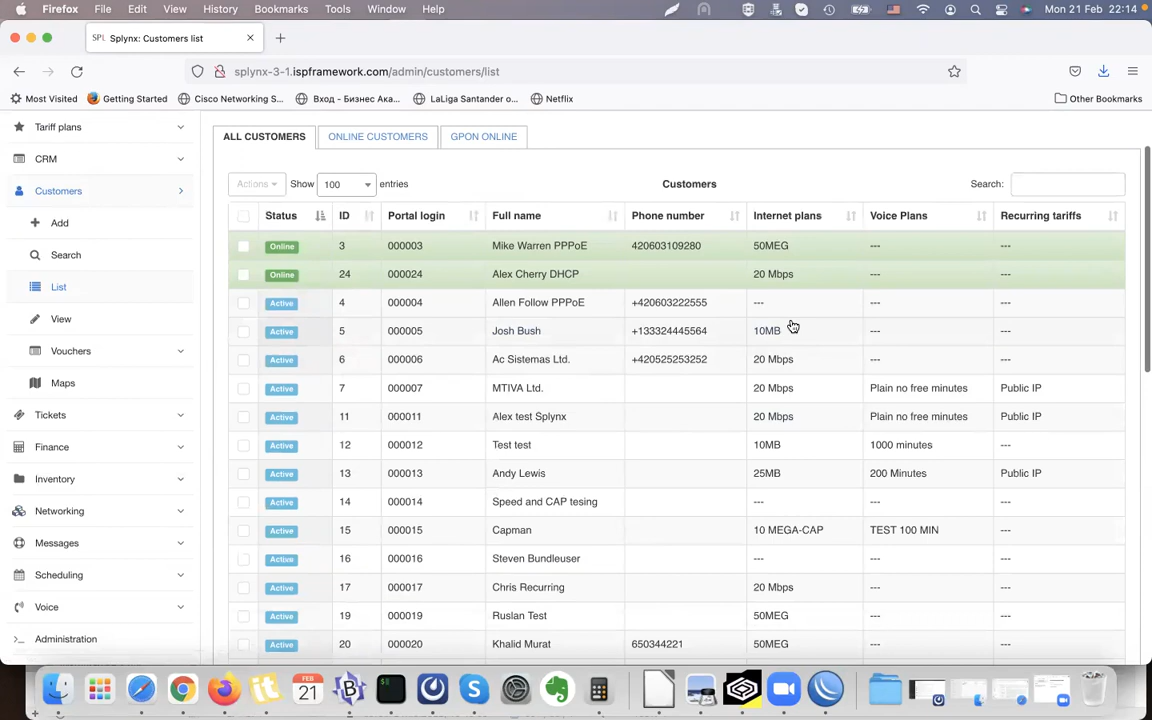 Firefox File Edit View History Bookmarks Tools Window Help Mon 21 Feb 22:14
SPL Splynx: Customers list
splynx-3-1.ispframework.com/admin/customers/list
Most Visited Getting Started Cisco Networking S... Вход - Бизнес Ака... LaLiga Santander o... Netflix Other Bookmarks
Tariff plans
CRM
Customers
Add
Search
List
View
Vouchers
Maps
Tickets
Finance
Inventory
Networking
Messages
Scheduling
Voice
Administration
ALL CUSTOMERS ONLINE CUSTOMERS GPON ONLINE
Actions Show 100 entries Customers Search:
Status ID Portal login Full name Phone number Internet plans Voice Plans Recurring tariffs
Online 3 000003 Mike Warren PPPoE 420603109280 50MEG --- ---
Online 24 000024 Alex Cherry DHCP 20 Mbps --- ---
Active 4 000004 Allen Follow PPPoE +420603222555 --- --- ---
Active 5 000005 Josh Bush +133324445564 10MB --- ---
Active 6 000006 Ac Sistemas Ltd. +420525253252 20 Mbps --- ---
Active 7 000007 MTIVA Ltd. 20 Mbps Plain no free minutes Public IP
Active 11 000011 Alex test Splynx 20 Mbps Plain no free minutes Public IP
Active 12 000012 Test test 10MB 1000 minutes ---
Active 13 000013 Andy Lewis 25MB 200 Minutes Public IP
Active 14 000014 Speed and CAP tesing --- --- ---
Active 15 000015 Capman 10 MEGA-CAP TEST 100 MIN ---
Active 16 000016 Steven Bundleuser --- --- ---
Active 17 000017 Chris Recurring 20 Mbps --- ---
Active 19 000019 Ruslan Test 50MEG --- ---
Active 20 000020 Khalid Murat 650344221 50MEG --- ---
FEB
21